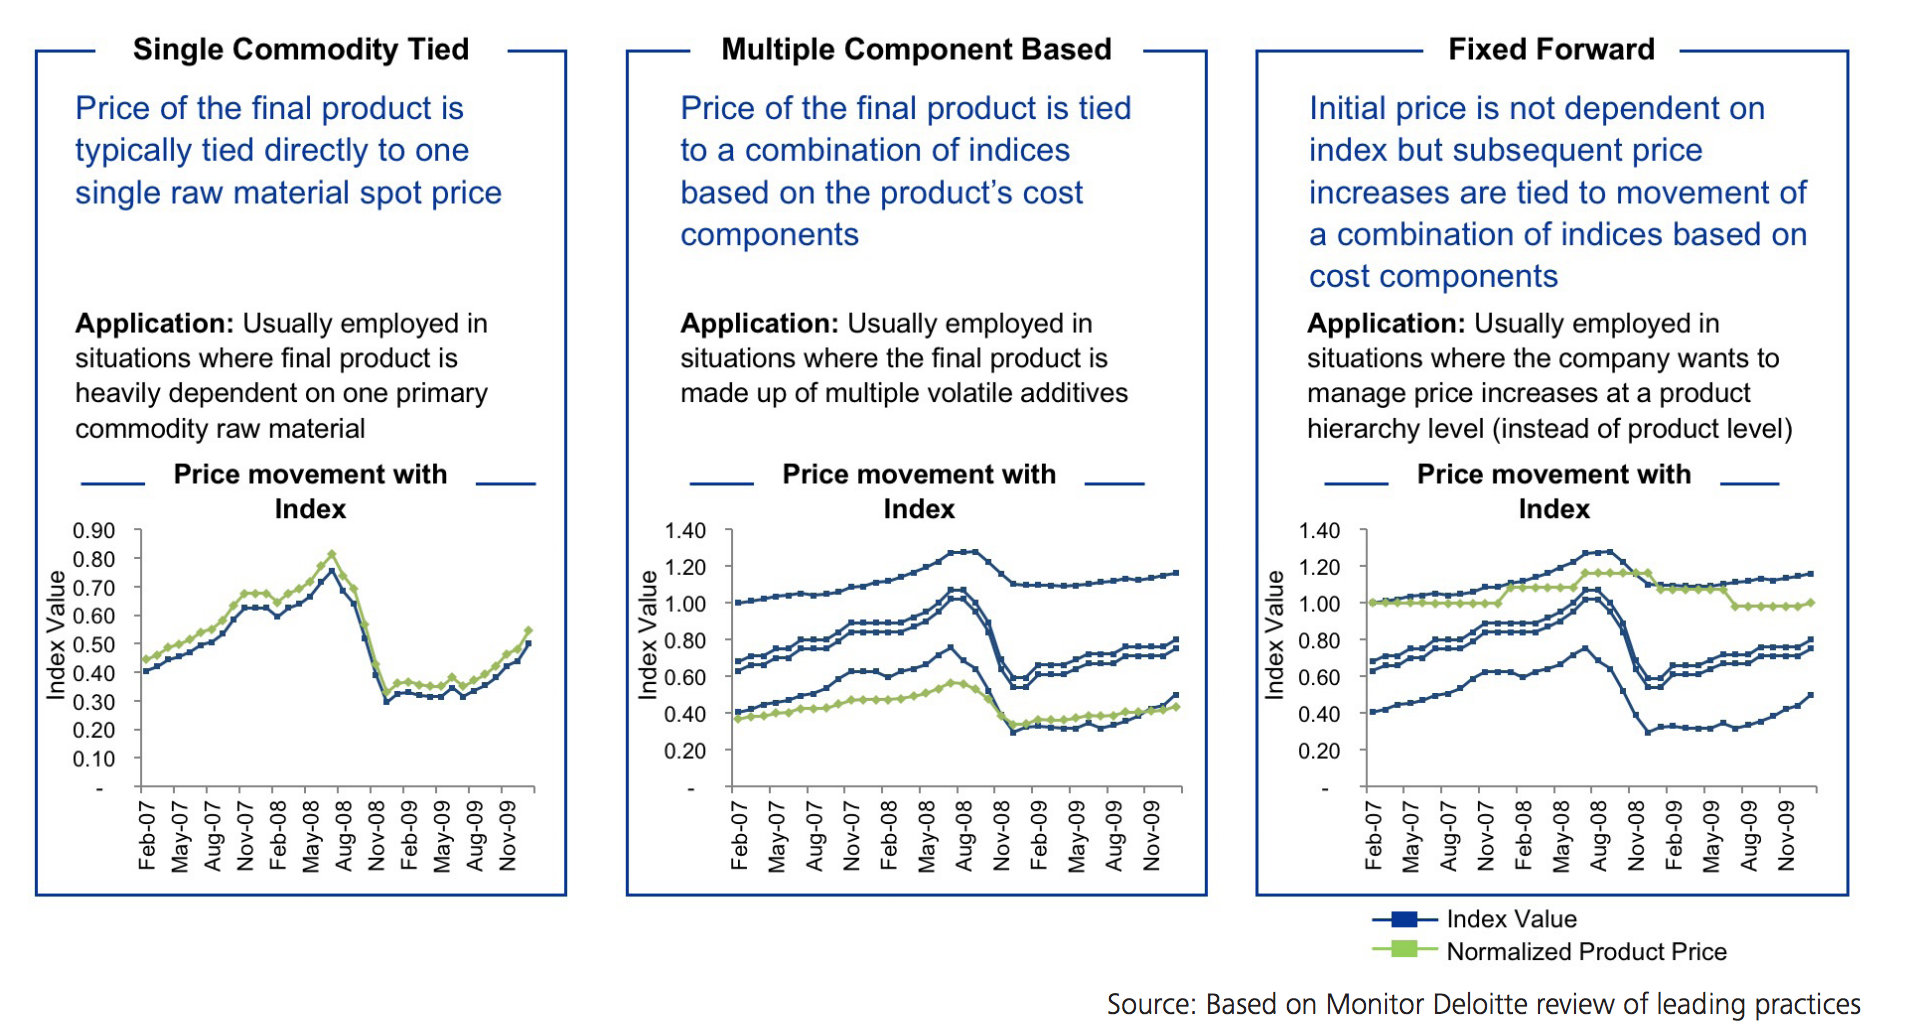 Single Commodity Tied
Price of the final product is
typically tied directly to one
single raw material spot price
Application: Usually employed in
situations where final product is
heavily dependent on one primary
commodity raw material
Price movement with
Index
Index Value
0.90
0.80
0.70
0.60
0.50
0.40
0.30
0.20
0.10
-
Feb-07
May-07
Aug-07
Nov-07
Feb-08
May-08
Aug-08
Nov-08
Feb-09
May-09
Aug-09
Nov-09
Multiple Component Based
Price of the final product is tied
to a combination of indices
based on the product’s cost
components
Application: Usually employed in
situations where the final product is
made up of multiple volatile additives
Price movement with
Index
Index Value
1.40
1.20
1.00
0.80
0.60
0.40
0.20
-
Feb-07
May-07
Aug-07
Nov-07
Feb-08
May-08
Aug-08
Nov-08
Feb-09
May-09
Aug-09
Nov-09
Fixed Forward
Initial price is not dependent on
index but subsequent price
increases are tied to movement of
a combination of indices based on
cost components
Application: Usually employed in
situations where the company wants to
manage price increases at a product
hierarchy level (instead of product level)
Price movement with
Index
Index Value
1.40
1.20
1.00
0.80
0.60
0.40
0.20
-
Feb-07
May-07
Aug-07
Nov-07
Feb-08
May-08
Aug-08
Nov-08
Feb-09
May-09
Aug-09
Nov-09
Index Value
Normalized Product Price
Source: Based on Monitor Deloitte review of leading practices